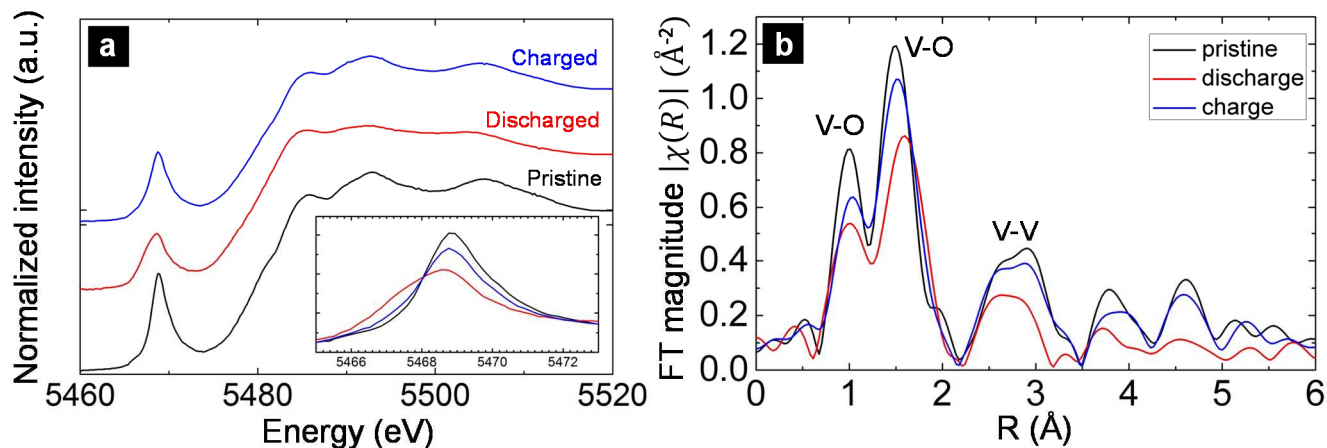 a
Normalized intensity (a.u.)
Charged
Discharged
Pristine
5466 5468 5470 5472
5460 5480 5500 5520
Energy (eV)
b
FT magnitude |χ(R)| (Å⁻²)
1.2
1.0
0.8
0.6
0.4
0.2
0.0
V-O
V-O
V-V
pristine
discharge
charge
0 1 2 3 4 5 6
R (Å)